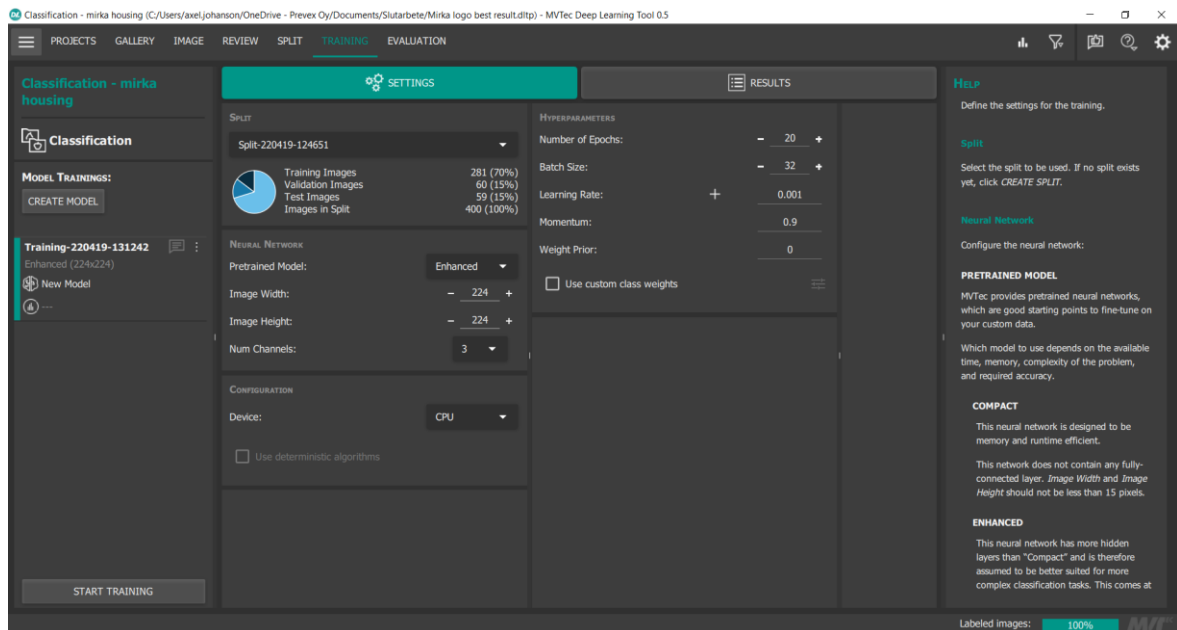 Classification - mirka housing (C:/Users/axel.johanson/OneDrive - Prevex Oy/Documents/Slutarbete/Mirka logo best result.dltp) - MVTec Deep Learning Tool 0.5
PROJECTS GALLERY IMAGE REVIEW SPLIT TRAINING EVALUATION
Classification - mirka
housing
Classification
MODEL TRAININGS:
CREATE MODEL
Training-220419-131242
Enhanced (224x224)
New Model
---
START TRAINING
SETTINGS
RESULTS
SPLIT
Split-220419-124651
Training Images 281 (70%)
Validation Images 60 (15%)
Test Images 59 (15%)
Images in Split 400 (100%)
NEURAL NETWORK
Pretrained Model: Enhanced
Image Width: - 224 +
Image Height: - 224 +
Num Channels: 3
CONFIGURATION
Device: CPU
Use deterministic algorithms
HYPERPARAMETERS
Number of Epochs: - 20 +
Batch Size: - 32 +
Learning Rate: + 0.001
Momentum: 0.9
Weight Prior: 0
Use custom class weights
HELP
Define the settings for the training.
Split
Select the split to be used. If no split exists
yet, click CREATE SPLIT.
Neural Network
Configure the neural network:
PRETRAINED MODEL
MVTec provides pretrained neural networks,
which are good starting points to fine-tune on
your custom data.
Which model to use depends on the available
time, memory, complexity of the problem,
and required accuracy.
COMPACT
This neural network is designed to be
memory and runtime efficient.
This network does not contain any fully-
connected layer. Image Width and Image
Height should not be less than 15 pixels.
ENHANCED
This neural network has more hidden
layers than "Compact" and is therefore
assumed to be better suited for more
complex classification tasks. This comes at
Labeled images: 100%